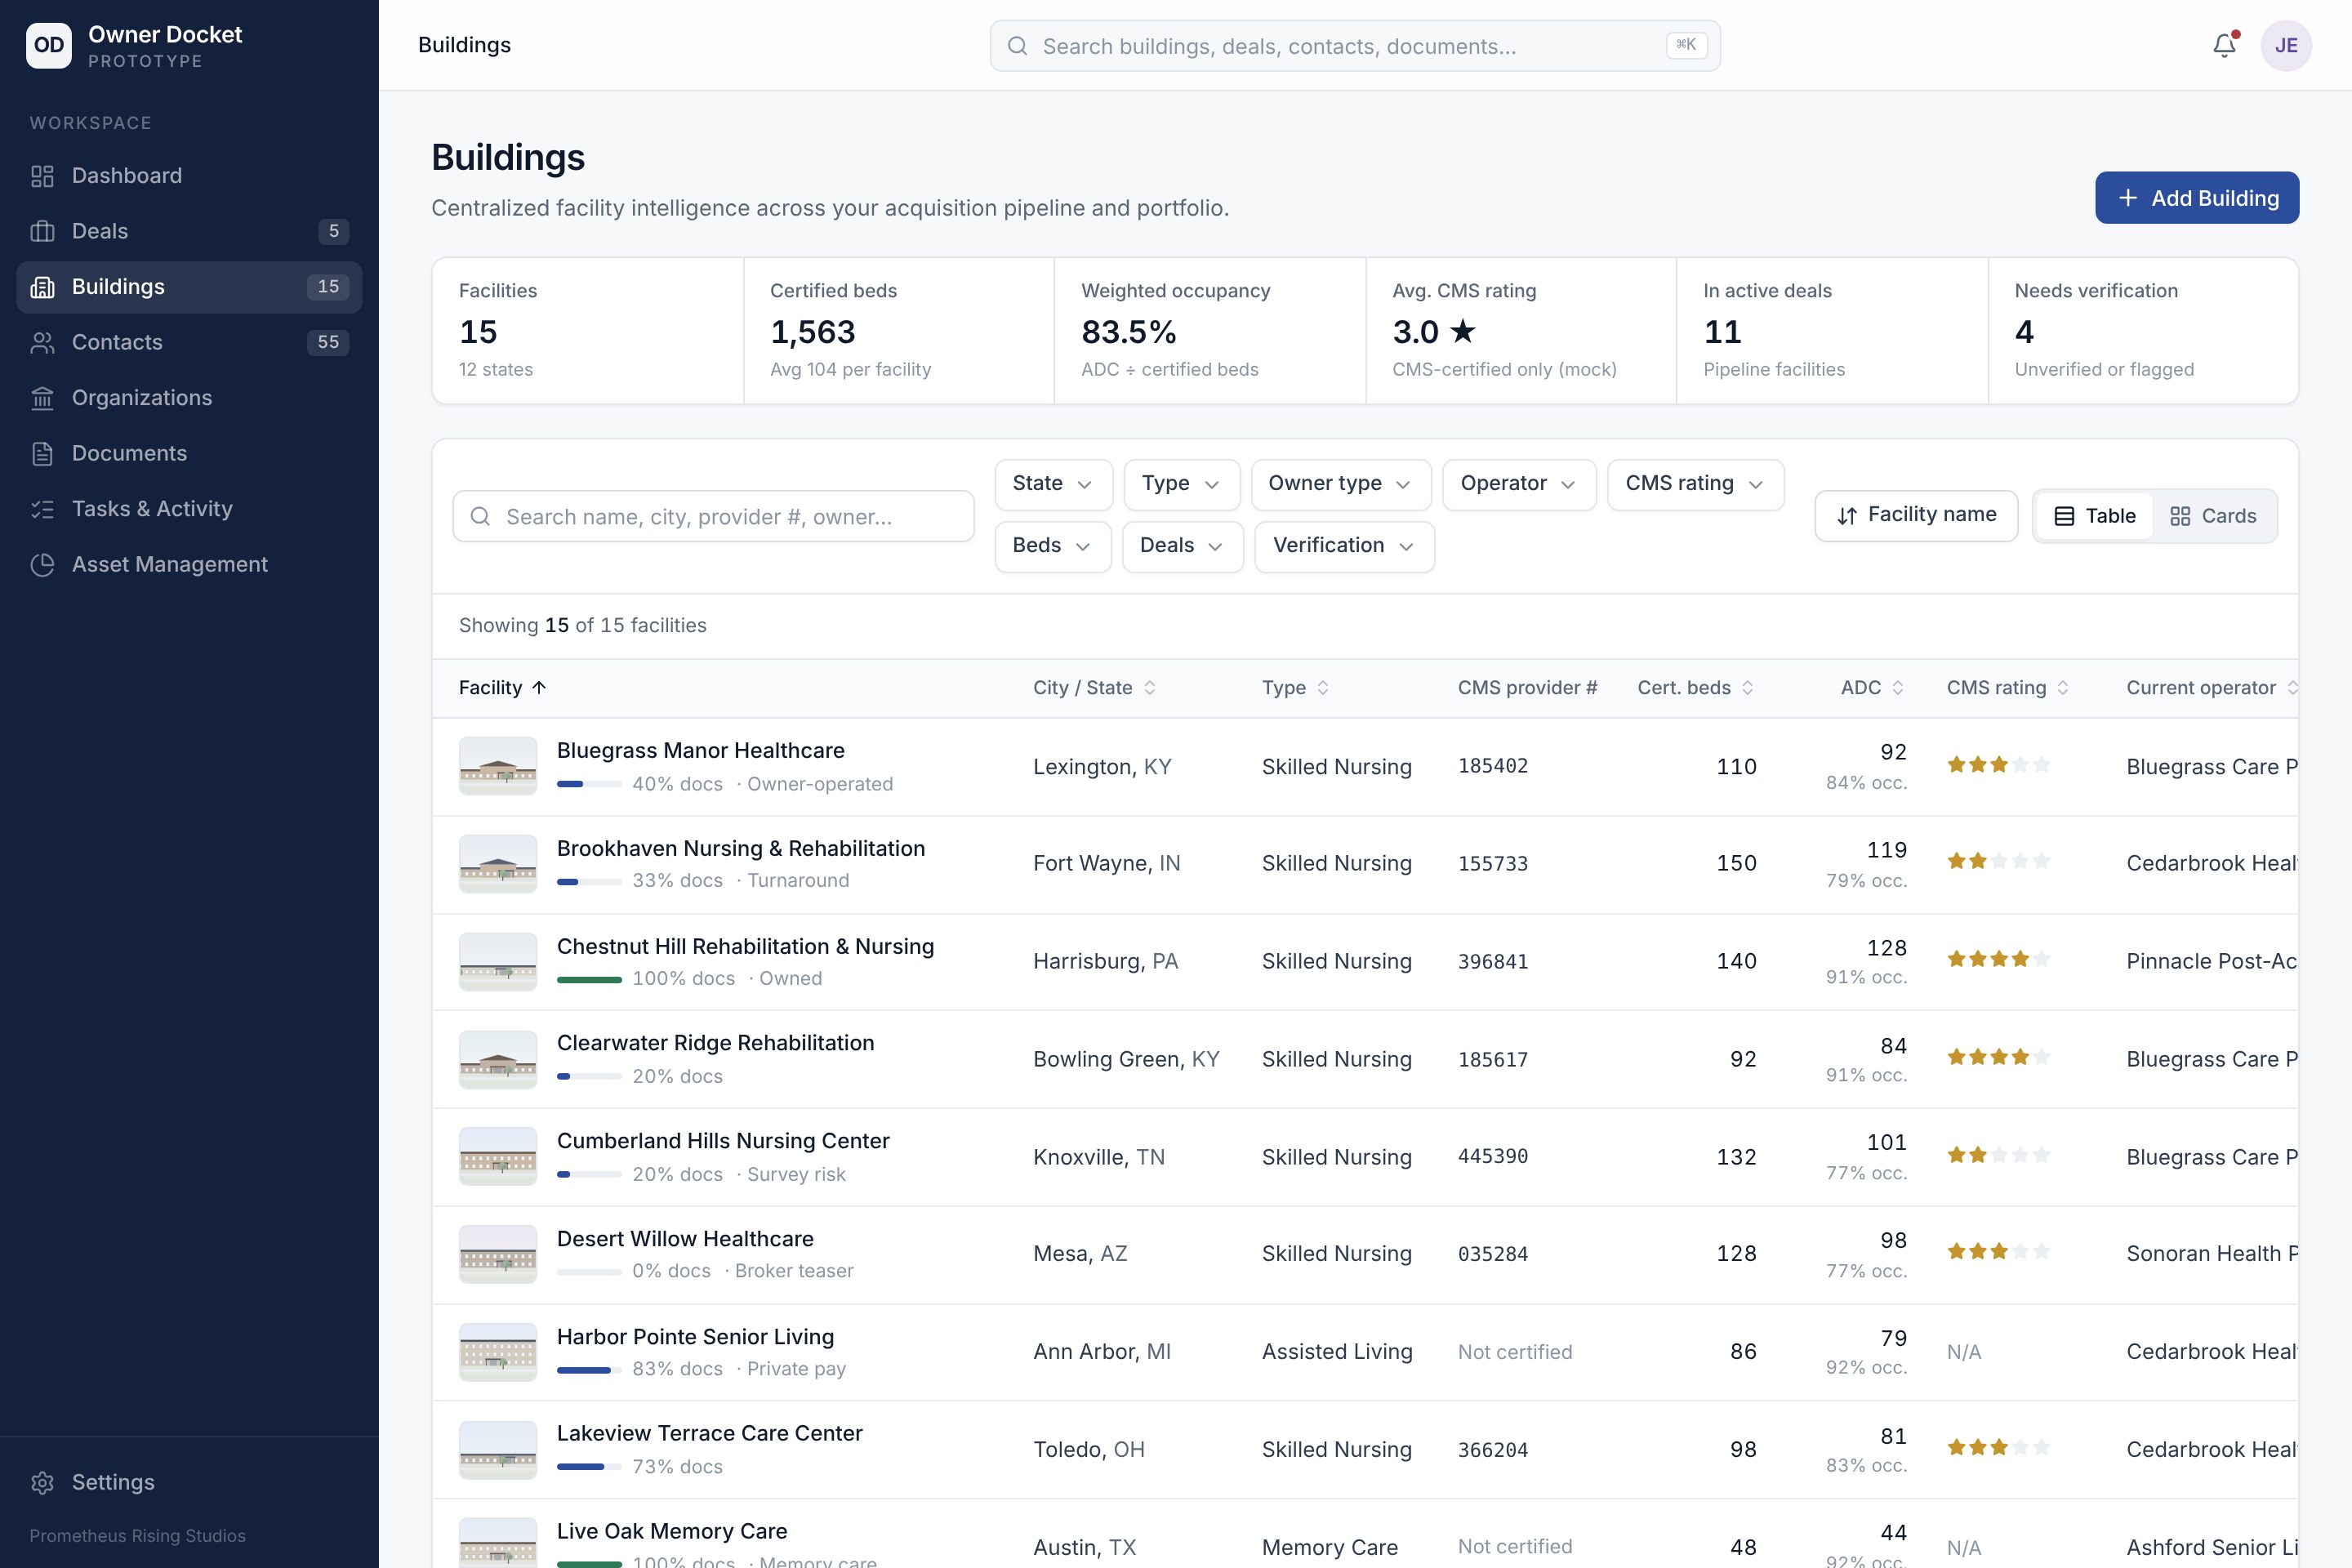 OD
Owner Docket
PROTOTYPE
WORKSPACE
Dashboard
Deals 5
Buildings 15
Contacts 55
Organizations
Documents
Tasks & Activity
Asset Management
Settings
Prometheus Rising Studios
Buildings
Search buildings, deals, contacts, documents... ⌘K
JE
Buildings
Centralized facility intelligence across your acquisition pipeline and portfolio.
Add Building
Facilities
15
12 states
Certified beds
1,563
Avg 104 per facility
Weighted occupancy
83.5%
ADC ÷ certified beds
Avg. CMS rating
3.0 ★
CMS-certified only (mock)
In active deals
11
Pipeline facilities
Needs verification
4
Unverified or flagged
Search name, city, provider #, owner...
State Type Owner type Operator CMS rating
Beds Deals Verification
Facility name
Table Cards
Showing 15 of 15 facilities
Facility City / State Type CMS provider # Cert. beds ADC CMS rating Current operator
Bluegrass Manor Healthcare
40% docs · Owner-operated
Lexington, KY Skilled Nursing 185402 110 92
84% occ.
Bluegrass Care P
Brookhaven Nursing & Rehabilitation
33% docs · Turnaround
Fort Wayne, IN Skilled Nursing 155733 150 119
79% occ.
Cedarbrook Heal
Chestnut Hill Rehabilitation & Nursing
100% docs · Owned
Harrisburg, PA Skilled Nursing 396841 140 128
91% occ.
Pinnacle Post-Ac
Clearwater Ridge Rehabilitation
20% docs
Bowling Green, KY Skilled Nursing 185617 92 84
91% occ.
Bluegrass Care P
Cumberland Hills Nursing Center
20% docs · Survey risk
Knoxville, TN Skilled Nursing 445390 132 101
77% occ.
Bluegrass Care P
Desert Willow Healthcare
0% docs · Broker teaser
Mesa, AZ Skilled Nursing 035284 128 98
77% occ.
Sonoran Health P
Harbor Pointe Senior Living
83% docs · Private pay
Ann Arbor, MI Assisted Living Not certified 86 79
92% occ.
N/A Cedarbrook Heal
Lakeview Terrace Care Center
73% docs
Toledo, OH Skilled Nursing 366204 98 81
83% occ.
Cedarbrook Heal
Live Oak Memory Care
100% docs · Memory care
Austin, TX Memory Care Not certified 48 44
92% occ.
N/A Ashford Senior Li